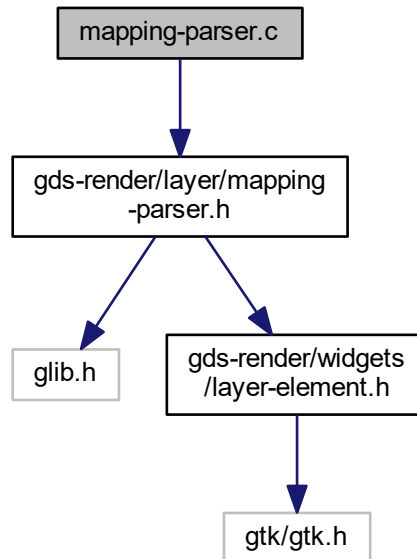 mapping-parser.c
gds-render/layer/mapping
-parser.h
glib.h
gds-render/widgets
/layer-element.h
gtk/gtk.h